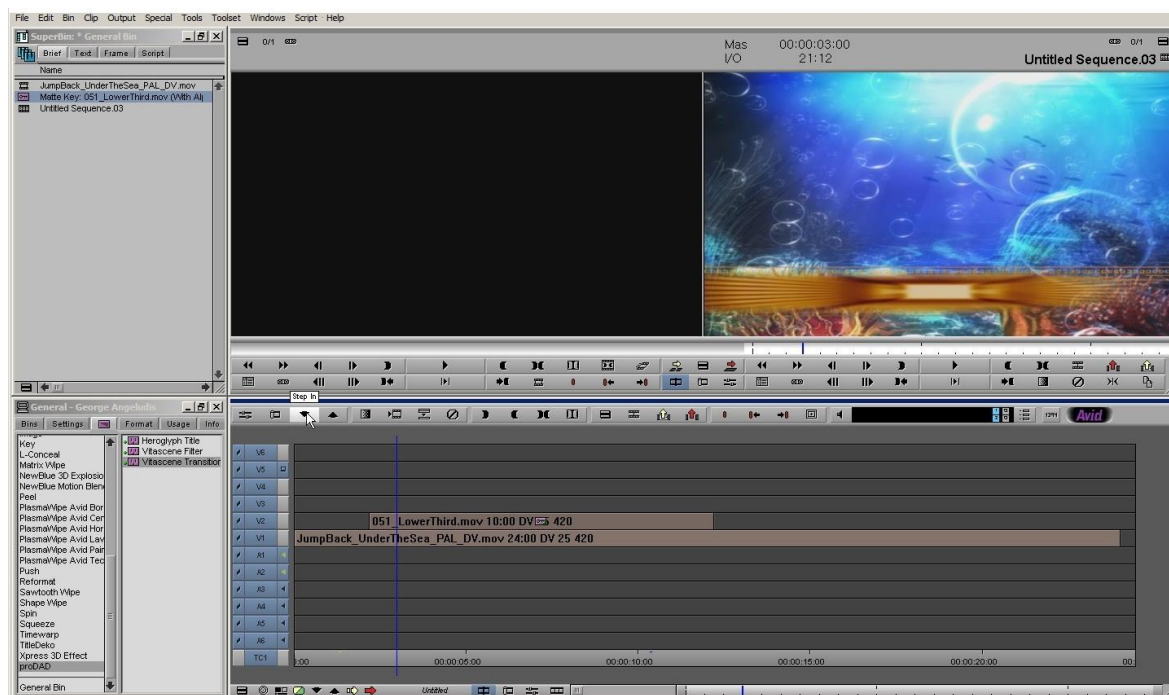 File Edit Bin Clip Output Special Tools Toolset Windows Script Help
SuperBin: * General Bin
Brief Text Frame Script
Name
JumpBack_UnderTheSea_PAL_DV.mov
Matte Key: 051_LowerThird.mov (With Al
Untitled Sequence.03
0/1
Mas 00:00:03:00
I/O 21:12
0/1
Untitled Sequence.03
Step In
General - George Angeludis
Bins Settings Format Usage Info
Key
L-Conceal
Matrix Wipe
NewBlue 3D Explosio
NewBlue Motion Blen
Peel
PlasmaWipe Avid Bor
PlasmaWipe Avid Cen
PlasmaWipe Avid Hor
PlasmaWipe Avid Lav
PlasmaWipe Avid Pain
PlasmaWipe Avid Tec
Push
Reformat
Sawtooth Wipe
Shape Wipe
Spin
Squeeze
Timewarp
TitleDeko
Xpress 3D Effect
proDAD
General Bin
Heroglyph Title
Vitascene Filter
Vitascene Transition
Avid
V6
V5
V4
V3
V2 051_LowerThird.mov 10:00 DV 25 420
V1 JumpBack_UnderTheSea_PAL_DV.mov 24:00 DV 25 420
A1
A2
A3
A4
A5
A6
TC1 00:00:05:00 00:00:10:00 00:00:15:00 00:00:20:00 00:
Untitled